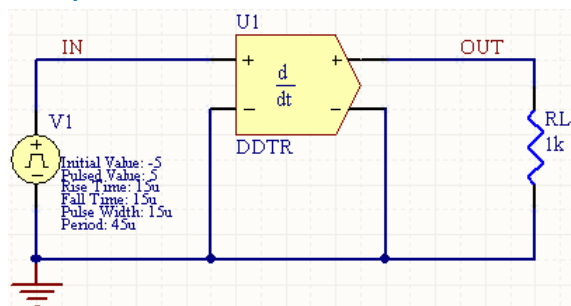 U1
IN
OUT
+
+
d
dt
−
−
V1
+
−
RL
1k
DDTR
Initial Value: -5
Pulsed Value: 5
Rise Time: 15u
Fall Time: 15u
Pulse Width: 15u
Period: 45u